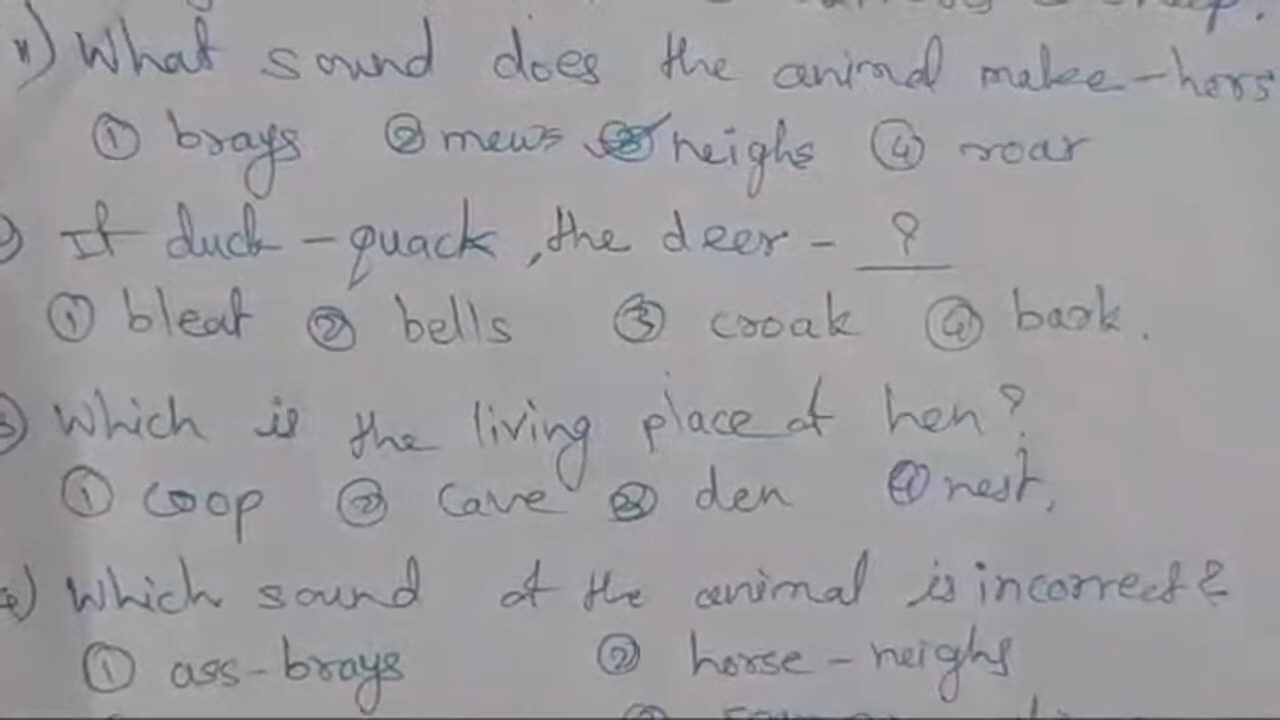 11) What sound does the animal make - hors
① brays ② mews ③ neighs ④ roar
If duck - quack, the deer - ?
① bleat ② bells ③ croak ④ bark.
Which is the living place of hen?
① coop ② cave ③ den ④ nest,
Which sound of the animal is incorrect?
① ass - brays ② horse - neighs